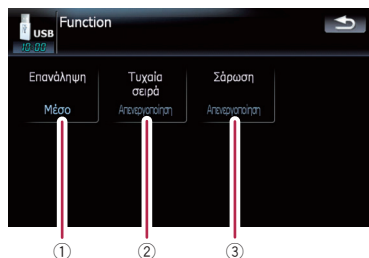 Function
USB
10:00
Επανάληψη
Τυχαία
σειρά
Σάρωση
Μέσο
Απενεργοποίηση
Απενεργοποίηση
① ② ③